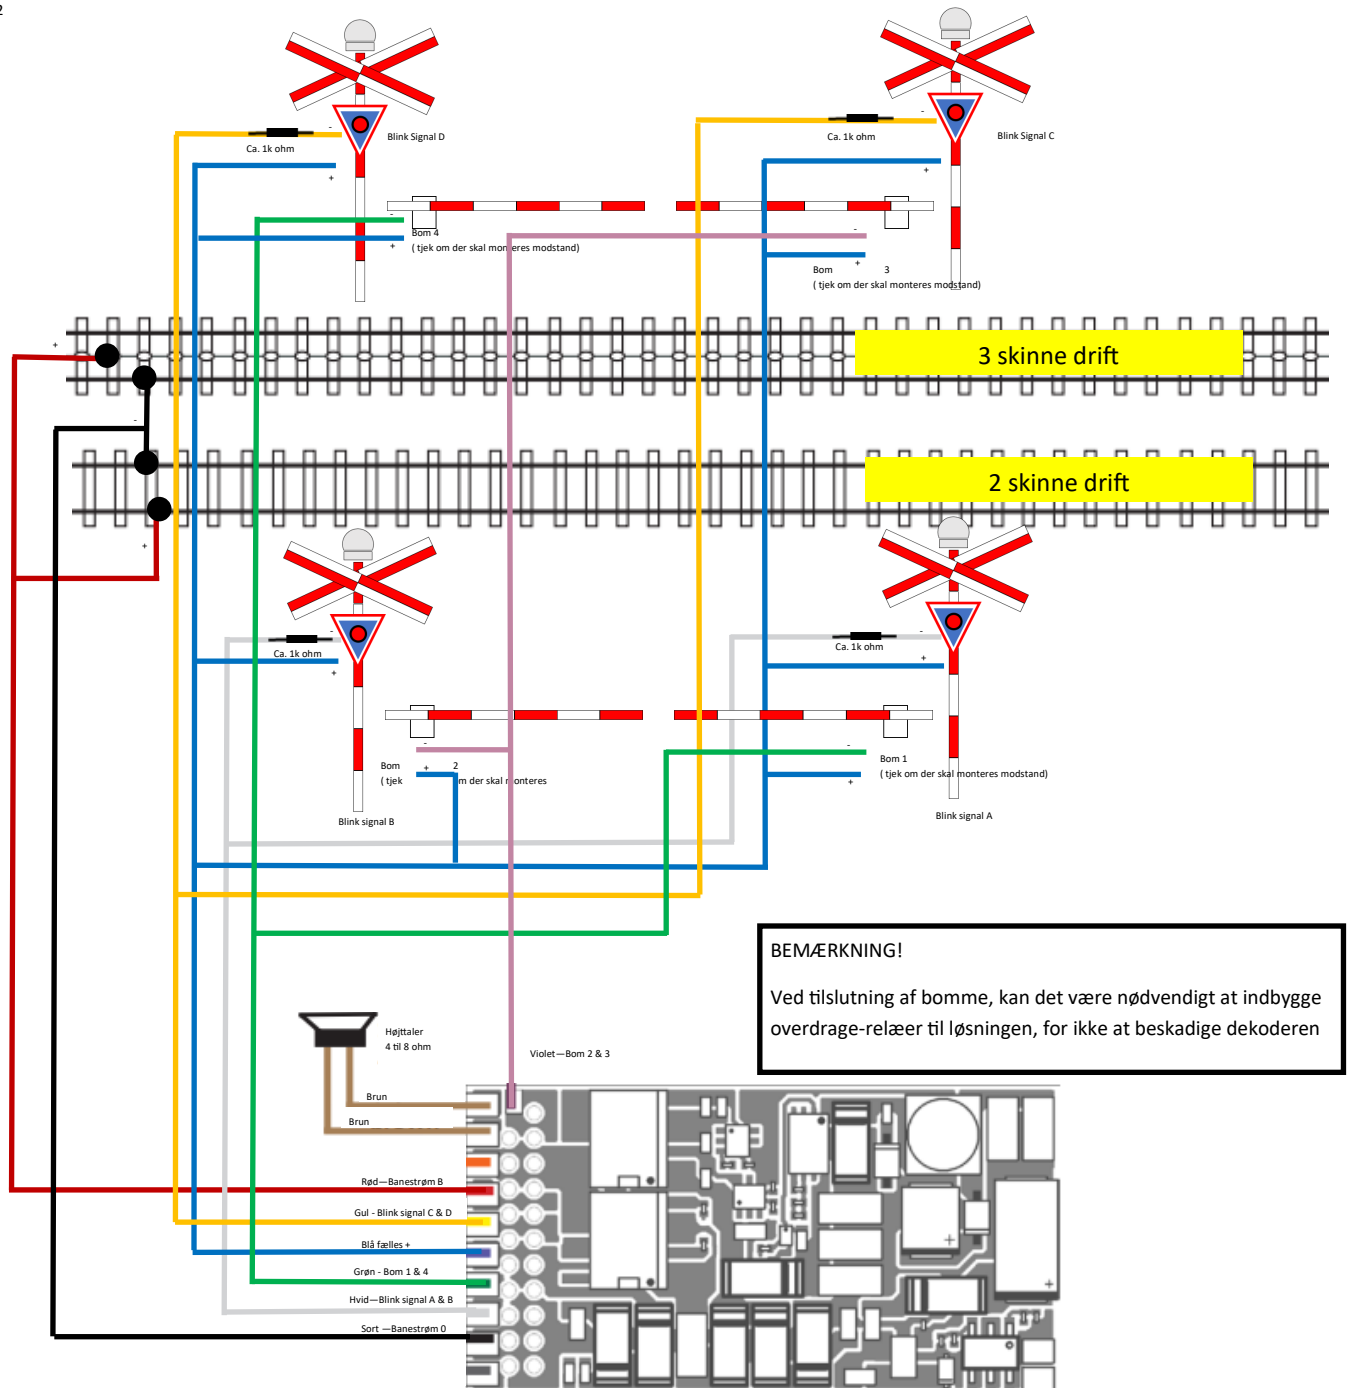 2
Blink Signal D
Blink Signal C
-
-
Ca. 1k ohm
Ca. 1k ohm
+
+
-
-
Bom 4
+
( tjek om der skal monteres modstand)
+
Bom 3
( tjek om der skal monteres modstand)
+
3 skinne drift
-
2 skinne drift
+
-
-
Ca. 1k ohm
Ca. 1k ohm
+
+
-
-
Bom + 2
( tjek om der skal monteres
Bom 1
( tjek om der skal monteres modstand)
+
Blink signal B
Blink signal A
BEMÆRKNING!
Ved tilslutning af bomme, kan det være nødvendigt at indbygge
overdrage-relæer til løsningen, for ikke at beskadige dekoderen
Højttaler
4 til 8 ohm
Violet—Bom 2 & 3
Brun
Brun
Rød—Banestrøm B
Gul - Blink signal C & D
Blå fælles +
Grøn - Bom 1 & 4
Hvid—Blink signal A & B
Sort —Banestrøm 0
+
+